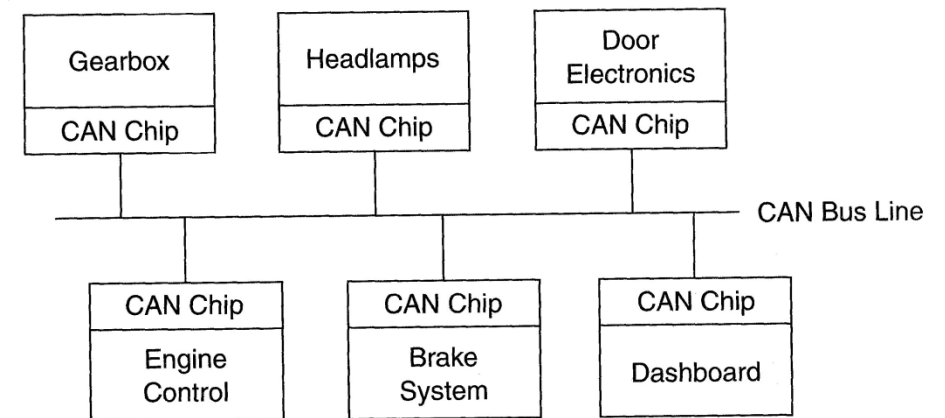 Gearbox
CAN Chip
Headlamps
CAN Chip
Door
Electronics
CAN Chip
CAN Bus Line
CAN Chip
Engine
Control
CAN Chip
Brake
System
CAN Chip
Dashboard